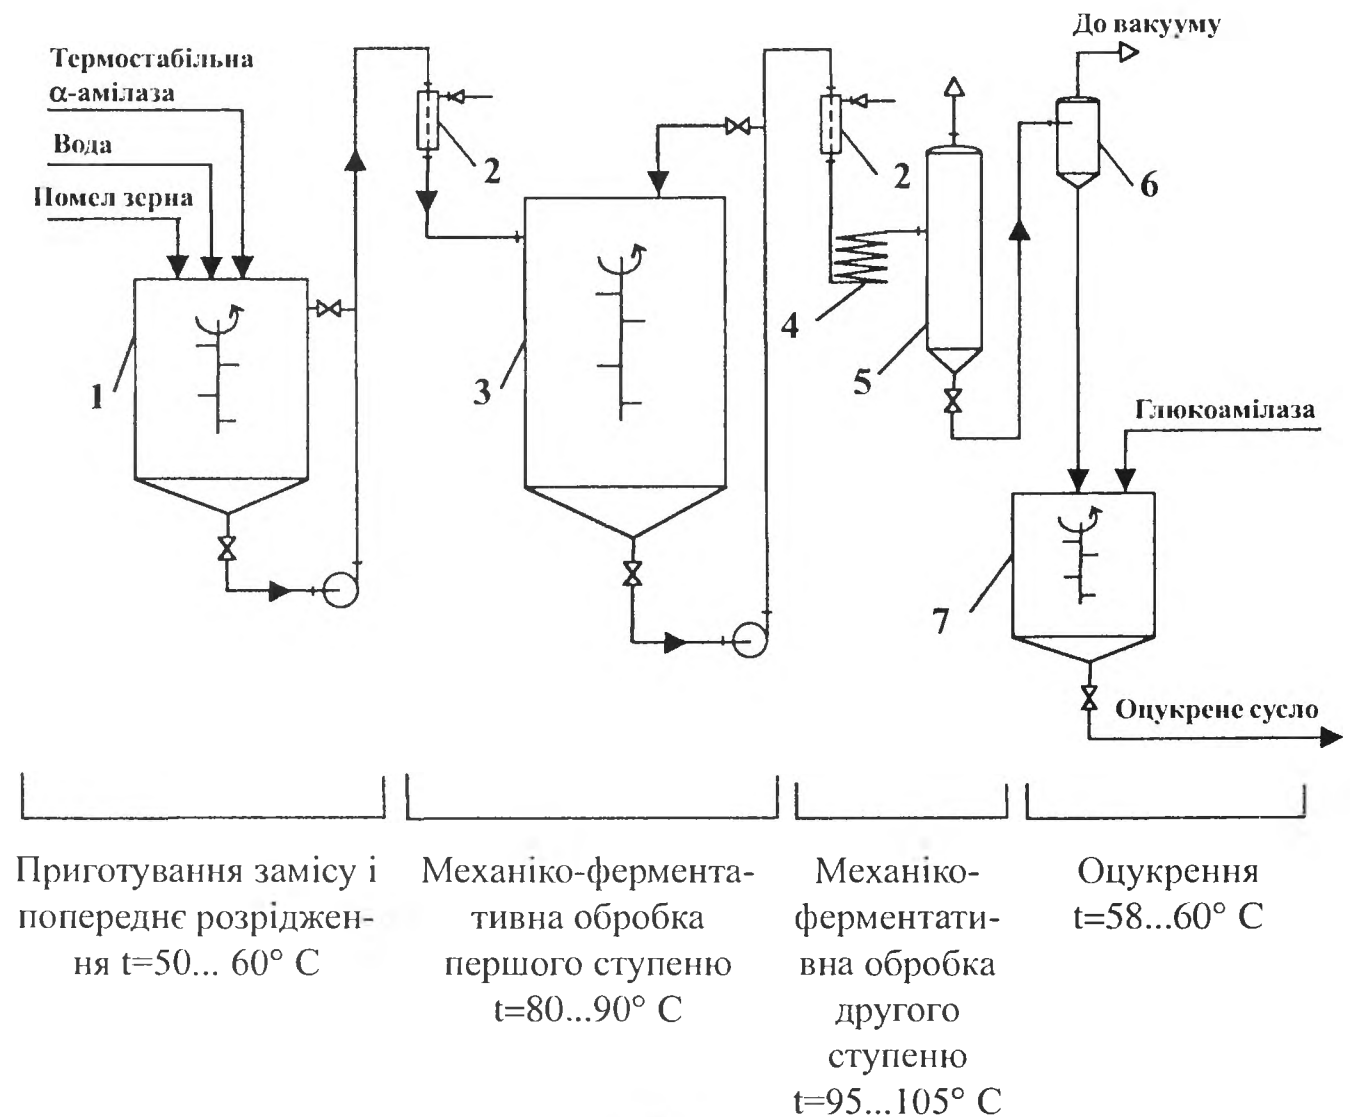 До вакууму
Термостабільна
α-амілаза
Вода
Помел зерна
2
2
6
4
1
3
5
Глюкоамілаза
7
Оцукрене сусло
Приготування замісу і
попереднє розріджен-
ня t=50... 60° С
Механіко-фермента-
тивна обробка
першого ступеню
t=80...90° С
Механіко-
ферментати-
вна обробка
другого
ступеню
t=95...105° С
Оцукрення
t=58...60° С